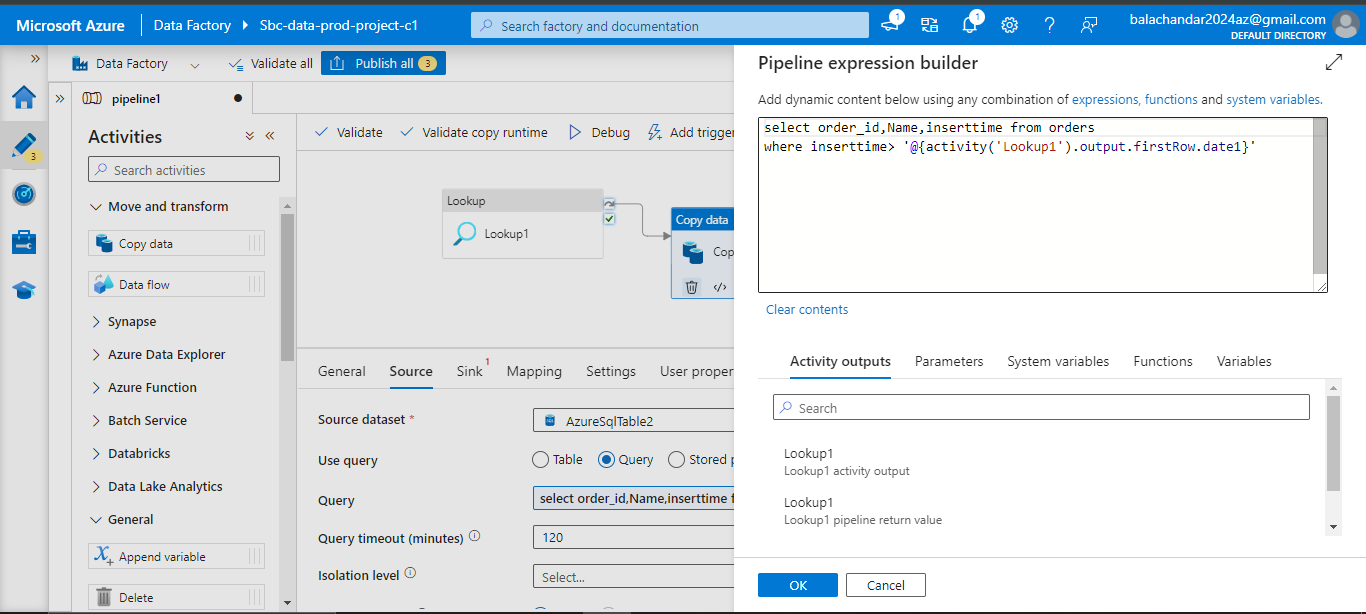 Microsoft Azure
Data Factory
Sbc-data-prod-project-c1
Search factory and documentation
1
1
balachandar2024az@gmail.com
DEFAULT DIRECTORY
Data Factory
Validate all
Publish all
3
3
pipeline1
Activities
Search activities
Move and transform
Copy data
Data flow
Synapse
Azure Data Explorer
Azure Function
Batch Service
Databricks
Data Lake Analytics
General
Append variable
Delete
Validate
Validate copy runtime
Debug
Add trigger
Lookup
Lookup1
Copy data
Cop
General
Source
Sink
1
Mapping
Settings
User proper
Source dataset *
AzureSqlTable2
Use query
Table
Query
Stored p
Query
select order_id,Name,inserttime f
Query timeout (minutes)
120
Isolation level
Select...
Pipeline expression builder
Add dynamic content below using any combination of expressions, functions and system variables.
select order_id,Name,inserttime from orders
where inserttime> '@{activity('Lookup1').output.firstRow.date1}'
Clear contents
Activity outputs
Parameters
System variables
Functions
Variables
Search
Lookup1
Lookup1 activity output
Lookup1
Lookup1 pipeline return value
OK
Cancel